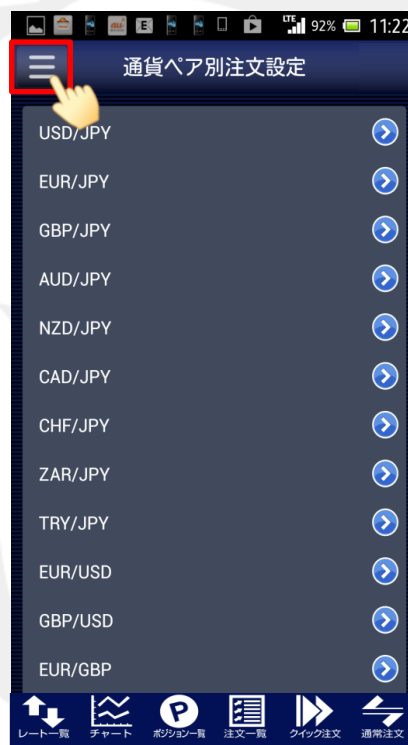 LTE 92% 11:22
au E
通貨ペア別注文設定
USD/JPY
EUR/JPY
GBP/JPY
AUD/JPY
NZD/JPY
CAD/JPY
CHF/JPY
ZAR/JPY
TRY/JPY
EUR/USD
GBP/USD
EUR/GBP
P
レート一覧 チャート ポジション一覧 注文一覧 クイック注文 通常注文